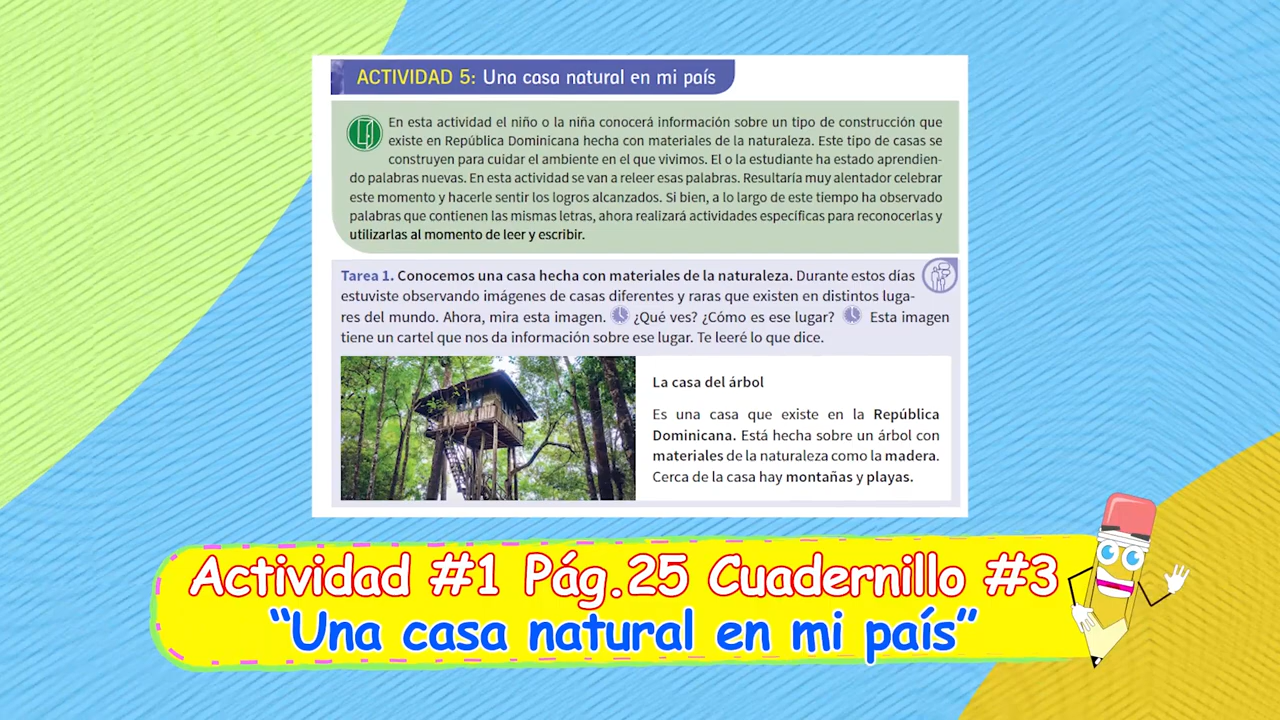 ACTIVIDAD 5: Una casa natural en mi país
En esta actividad el niño o la niña conocerá información sobre un tipo de construcción que
existe en República Dominicana hecha con materiales de la naturaleza. Este tipo de casas se
construyen para cuidar el ambiente en el que vivimos. El o la estudiante ha estado aprendien-
do palabras nuevas. En esta actividad se van a releer esas palabras. Resultaría muy alentador celebrar
este momento y hacerle sentir los logros alcanzados. Si bien, a lo largo de este tiempo ha observado
palabras que contienen las mismas letras, ahora realizará actividades específicas para reconocerlas y
utilizarlas al momento de leer y escribir.
Tarea 1. Conocemos una casa hecha con materiales de la naturaleza. Durante estos días
estuviste observando imágenes de casas diferentes y raras que existen en distintos luga-
res del mundo. Ahora, mira esta imagen. ¿Qué ves? ¿Cómo es ese lugar? Esta imagen
tiene un cartel que nos da información sobre ese lugar. Te leeré lo que dice.
La casa del árbol
Es una casa que existe en la República
Dominicana. Está hecha sobre un árbol con
materiales de la naturaleza como la madera.
Cerca de la casa hay montañas y playas.
Actividad #1 Pág.25 Cuadernillo #3
“Una casa natural en mi país”